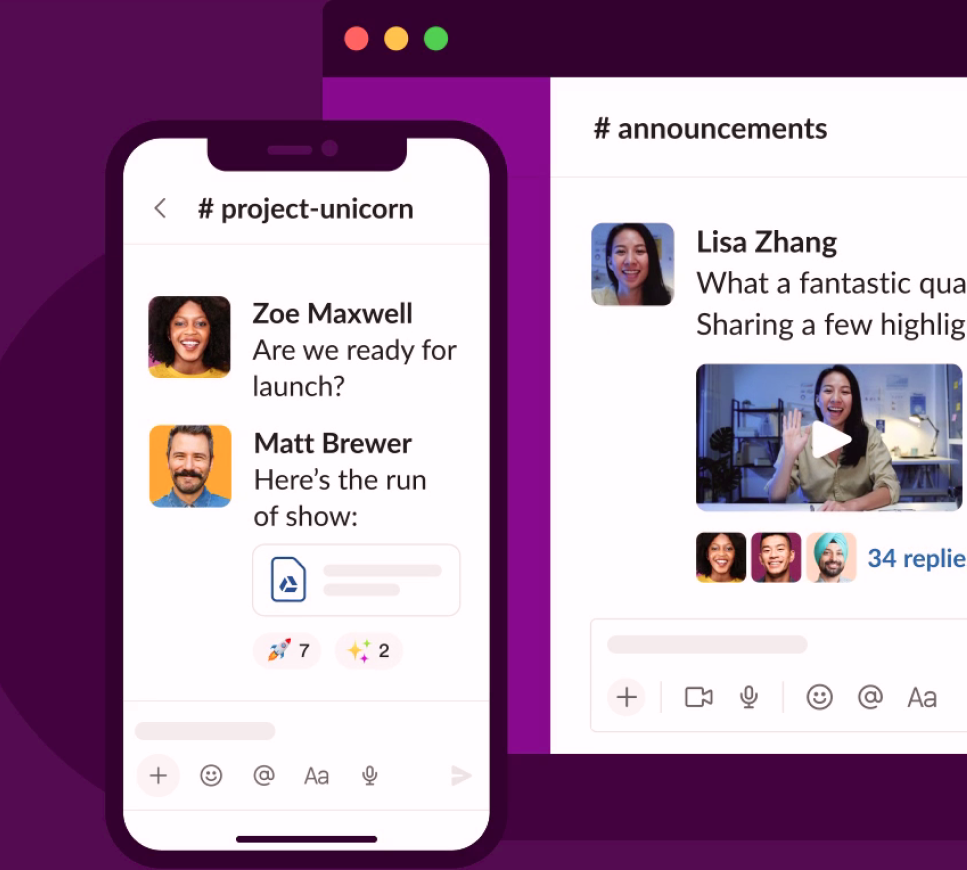 # project-unicorn
Zoe Maxwell
Are we ready for
launch?
Matt Brewer
Here’s the run
of show:
7
2
Aa
# announcements
Lisa Zhang
What a fantastic qua
Sharing a few highlig
34 replie
@ Aa